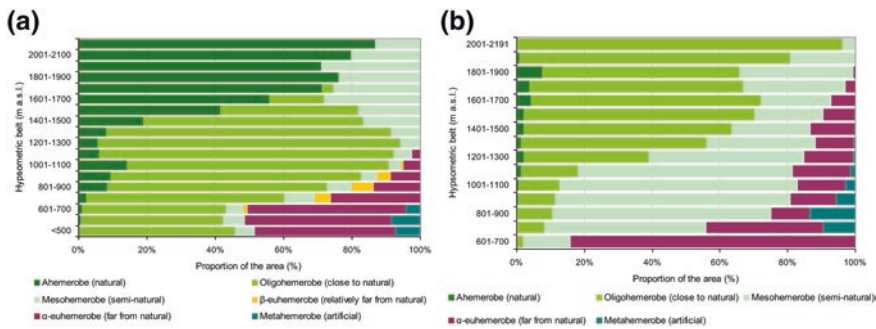 (a)
Hypsometric belt (m a.s.l.)
2001-2100
1801-1900
1601-1700
1401-1500
1201-1300
1001-1100
801-900
601-700
<500
0% 20% 40% 60% 80% 100%
Proportion of the area (%)
Ahemerobe (natural) Oligohemerobe (close to natural)
Mesohemerobe (semi-natural) β-euhemerobe (relatively far from natural)
α-euhemerobe (far from natural) Metahemerobe (artificial)
(b)
Hypsometric belt (m a.s.l.)
2001-2191
1801-1900
1601-1700
1401-1500
1201-1300
1001-1100
801-900
601-700
0% 20% 40% 60% 80% 100%
Proportion of the area (%)
Ahemerobe (natural) Oligohemerobe (close to natural) Mesohemerobe (semi-natural)
α-euhemerobe (far from natural) Metahemerobe (artificial)